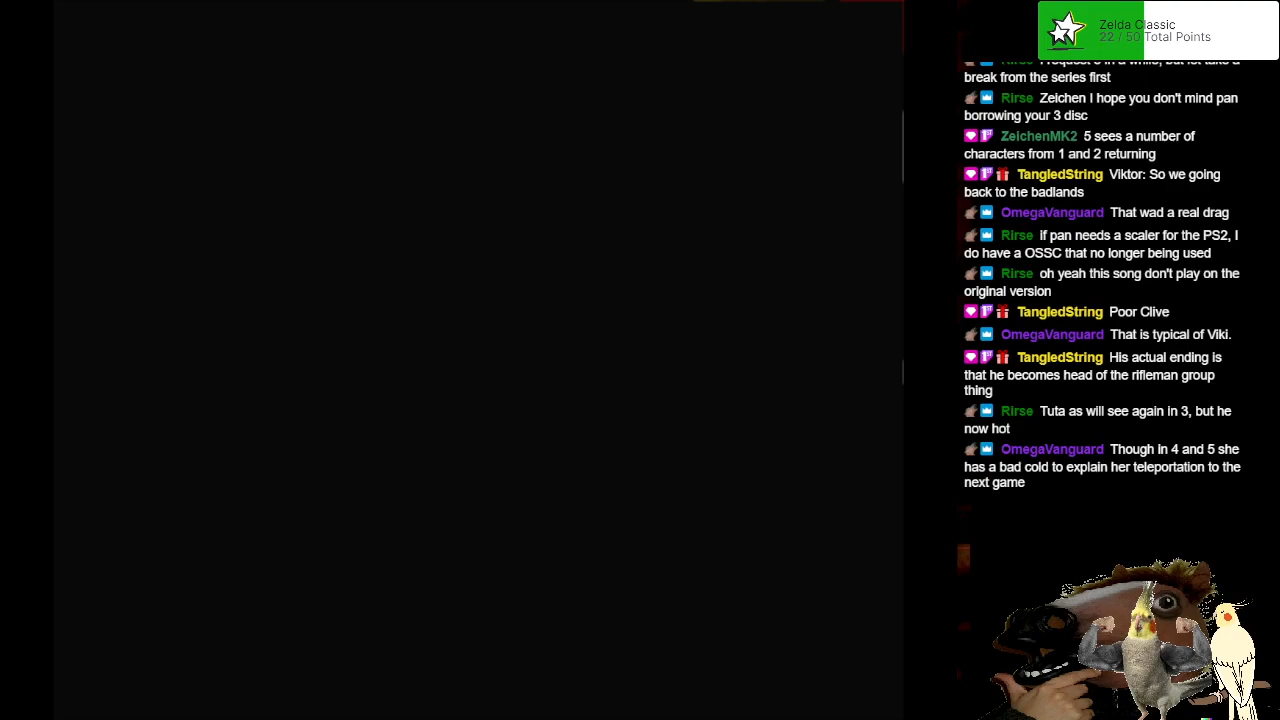 Zelda Classic
22 / 50 Total Points
break from the series first
Rirse Zeichen I hope you don't mind pan
borrowing your 3 disc
ZeichenMK2 5 sees a number of
characters from 1 and 2 returning
TangledString Viktor: So we going
back to the badlands
OmegaVanguard That wad a real drag
Rirse if pan needs a scaler for the PS2, I
do have a OSSC that no longer being used
Rirse oh yeah this song don't play on the
original version
TangledString Poor Clive
OmegaVanguard That is typical of Viki.
TangledString His actual ending is
that he becomes head of the rifleman group
thing
Rirse Tuta as will see again in 3, but he
now hot
OmegaVanguard Though in 4 and 5 she
has a bad cold to explain her teleportation to the
next game